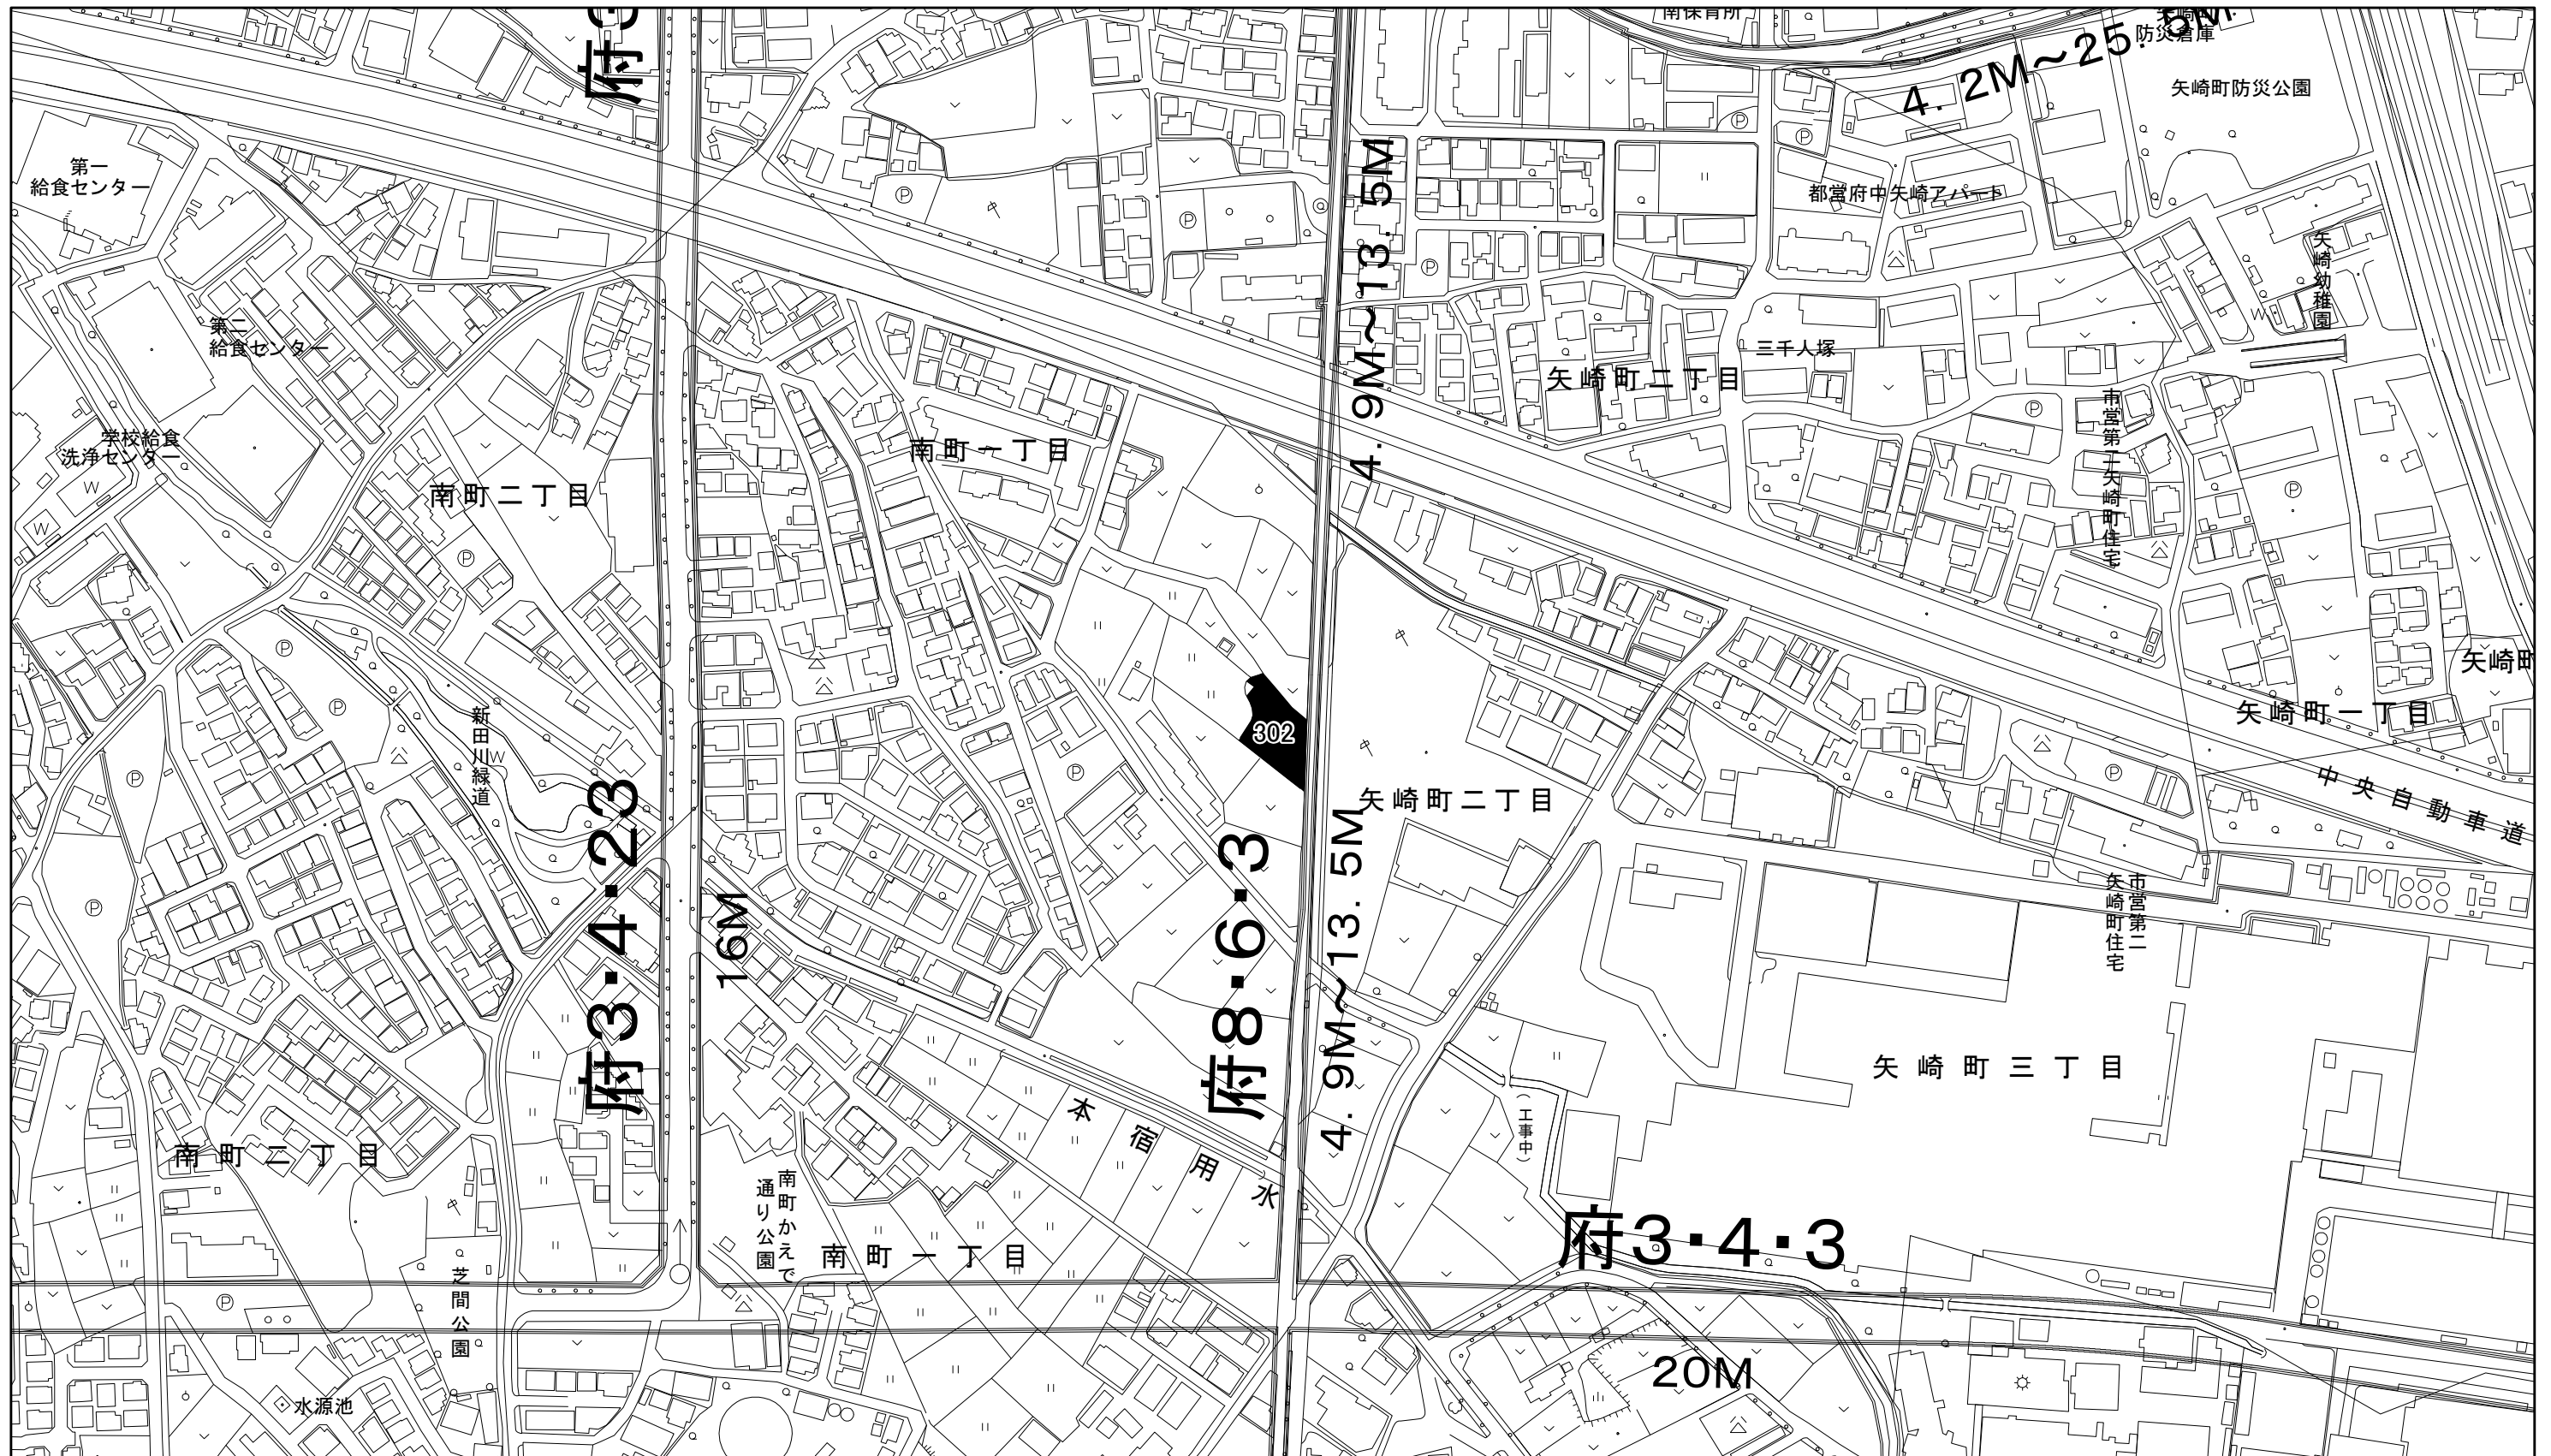 南保育所
防災倉庫
4.2M～25.5M
矢崎町防災公園
第一
給食センター
都営府中矢崎アパート
4.9M～13.5M
矢崎幼稚園
第二
給食センター
三千人塚
矢崎町二丁目
市営第二矢崎町住宅
学校給食
洗浄センター
南町一丁目
南町二丁目
矢崎町
矢崎町一丁目
新田川緑道
302
中央自動車道
矢崎町二丁目
府3・4・23
16M
府8・6・3
4.9M～13.5M
市営第二
矢崎町住宅
矢崎町三丁目
本宿用水
(工事中)
南町二丁目
南町かえで
通り公園
南町一丁目
府3・4・3
芝間公園
20M
水源池